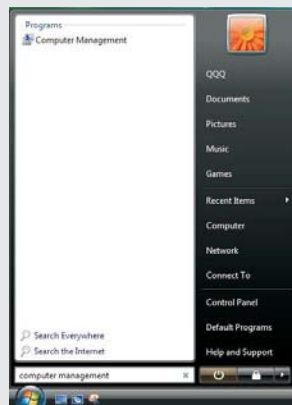 Programs
Computer Management
Search Everywhere
Search the Internet
computer management
QQQ
Documents
Pictures
Music
Games
Recent Items
Computer
Network
Connect To
Control Panel
Default Programs
Help and Support